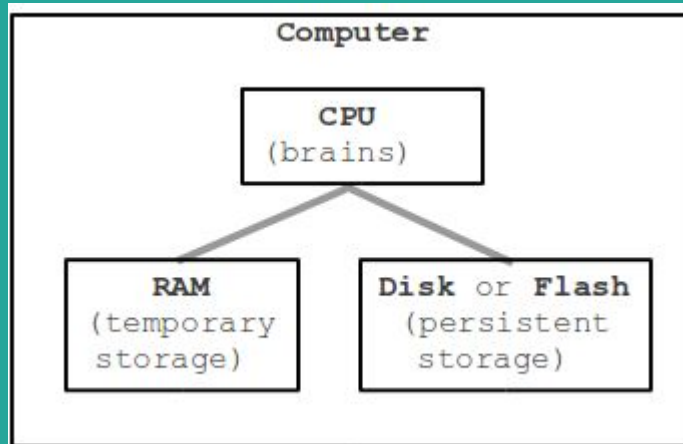 Computer
CPU
(brains)
RAM
(temporary
storage)
Disk or Flash
(persistent
storage)